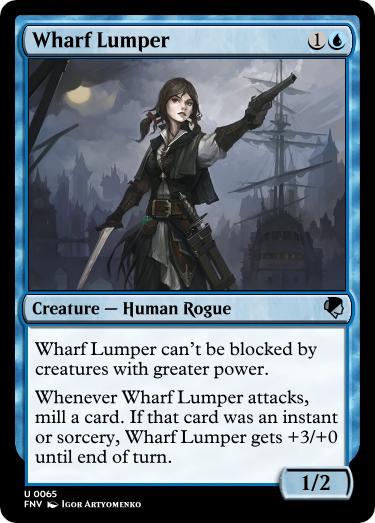 Wharf Lumper 1
Creature — Human Rogue
Wharf Lumper can't be blocked by
creatures with greater power.
Whenever Wharf Lumper attacks,
mill a card. If that card was an instant
or sorcery, Wharf Lumper gets +3/+0
until end of turn.
1/2
U 0065
FNV Igor Artyomenko